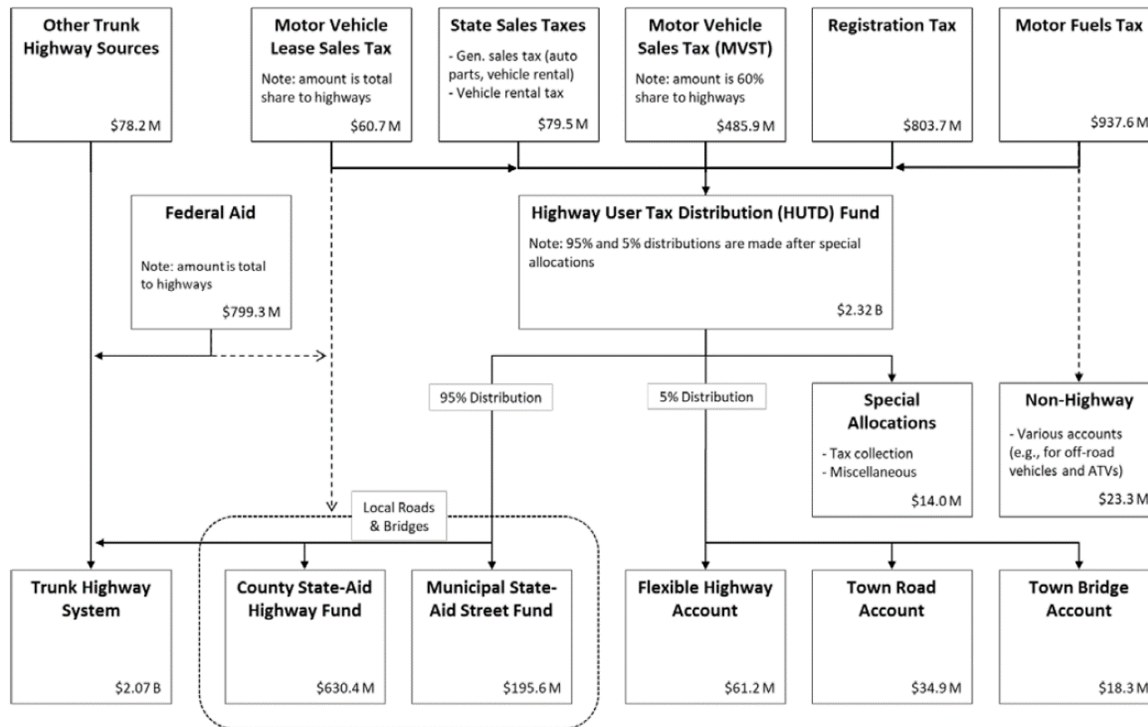 Other Trunk
Highway Sources
$78.2 M
Motor Vehicle
Lease Sales Tax
Note: amount is total
share to highways
$60.7 M
State Sales Taxes
- Gen. sales tax (auto
parts, vehicle rental)
- Vehicle rental tax
$79.5 M
Motor Vehicle
Sales Tax (MVST)
Note: amount is 60%
share to highways
$485.9 M
Registration Tax
$803.7 M
Motor Fuels Tax
$937.6 M
Federal Aid
Note: amount is total
to highways
$799.3 M
Highway User Tax Distribution (HUTD) Fund
Note: 95% and 5% distributions are made after special
allocations
$2.32 B
95% Distribution
5% Distribution
Special
Allocations
- Tax collection
- Miscellaneous
$14.0 M
Non-Highway
- Various accounts
(e.g., for off-road
vehicles and ATVs)
$23.3 M
Local Roads
& Bridges
Trunk Highway
System
$2.07 B
County State-Aid
Highway Fund
$630.4 M
Municipal State-
Aid Street Fund
$195.6 M
Flexible Highway
Account
$61.2 M
Town Road
Account
$34.9 M
Town Bridge
Account
$18.3 M